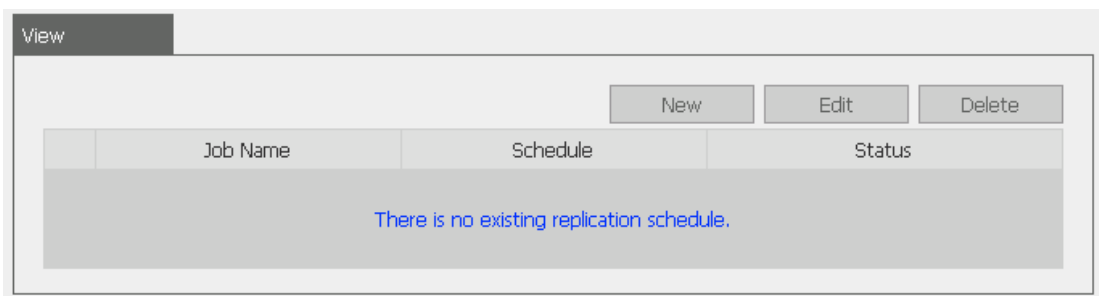 View
New Edit Delete
Job Name Schedule Status
There is no existing replication schedule.